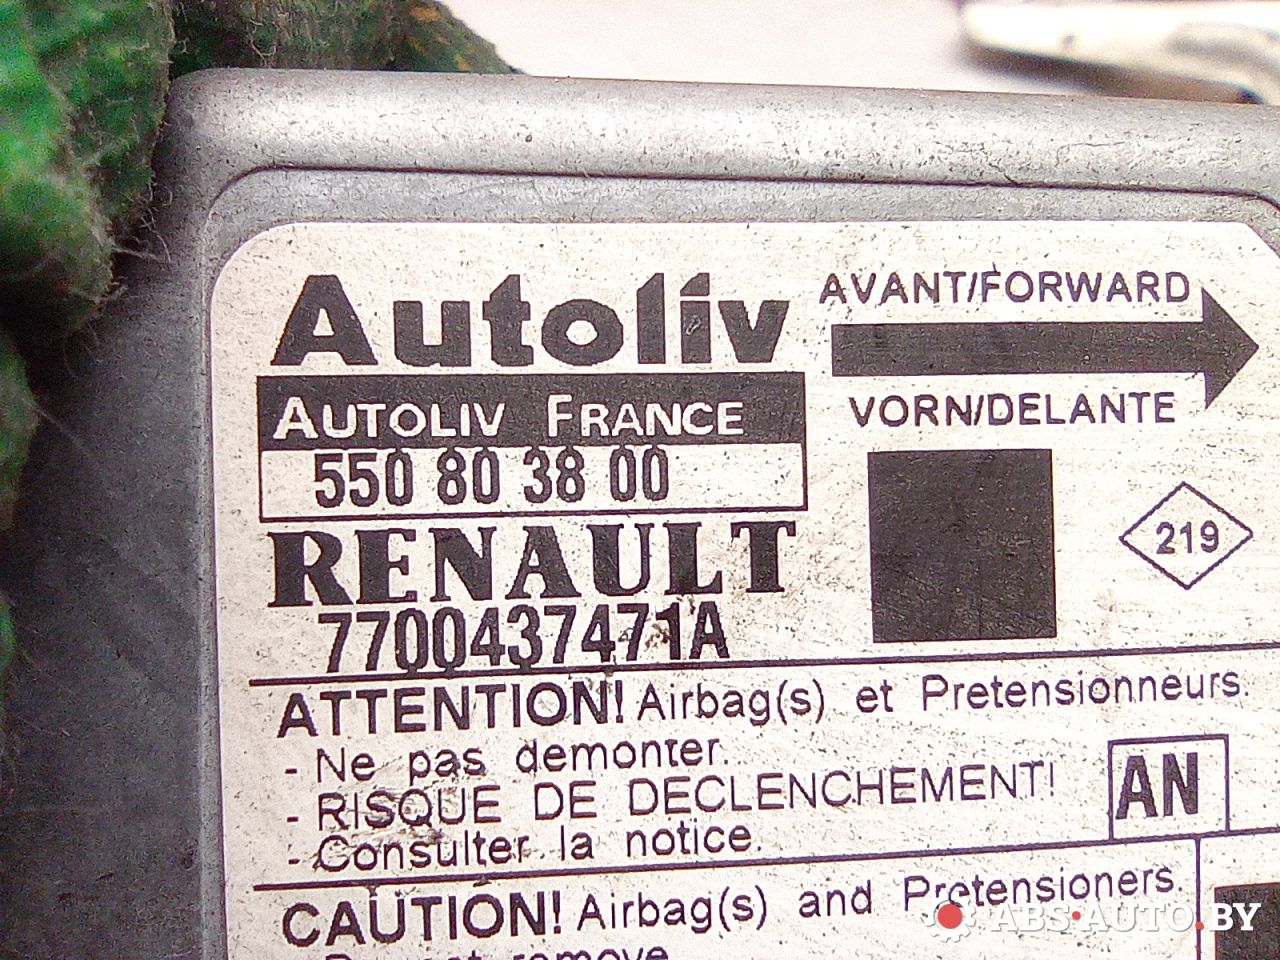 Autoliv
AVANT/FORWARD
AUTOLIV FRANCE
VORN/DELANTE
550 80 38 00
219
RENAULT
7700437471A
ATTENTION! Airbag(s) et Pretensionneurs.
- Ne pas demonter.
- RISQUE DE DECLENCHEMENT!
- Consulter la notice.
AN
CAUTION! Airbag(s) and Pretensioners.
remove
ABS-AUTO.BY